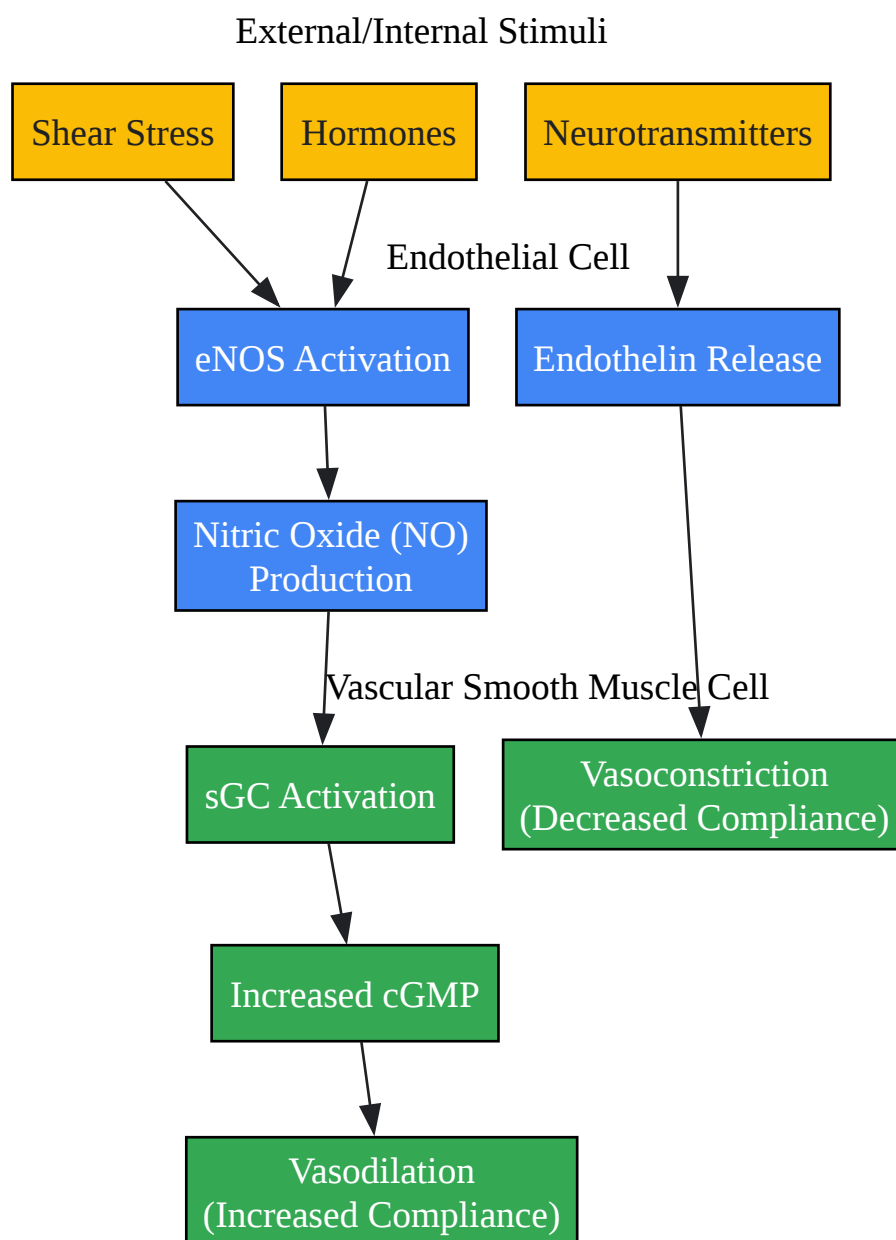 External/Internal Stimuli
Shear Stress
Hormones
Neurotransmitters
Endothelial Cell
eNOS Activation
Endothelin Release
Nitric Oxide (NO)
Production
Vascular Smooth Muscle Cell
sGC Activation
Vasoconstriction
(Decreased Compliance)
Increased cGMP
Vasodilation
(Increased Compliance)